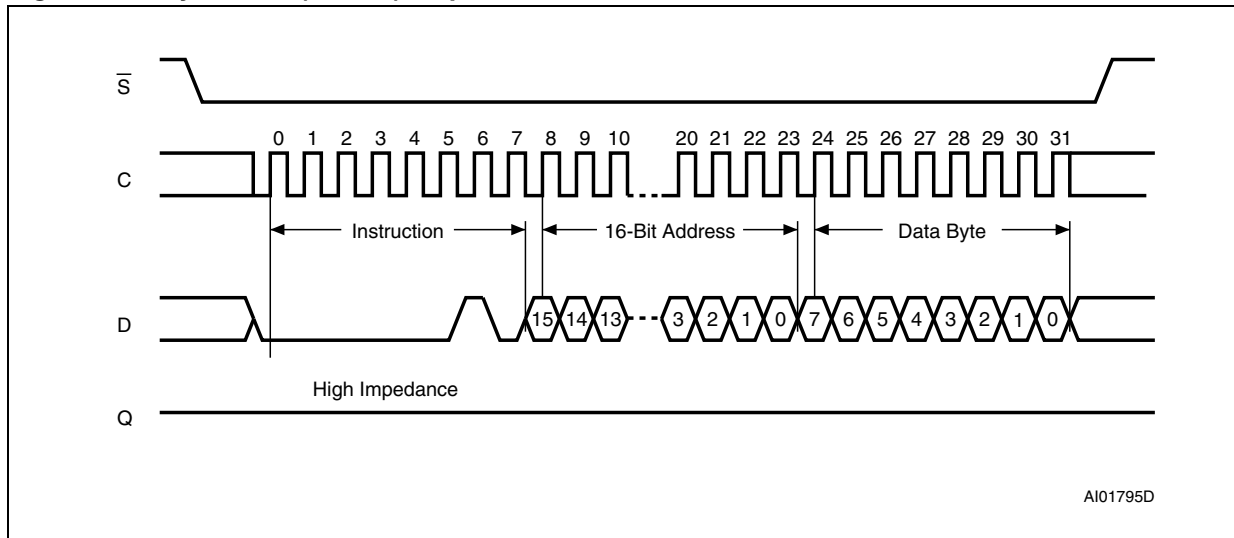 S
0 1 2 3 4 5 6 7 8 9 10 20 21 22 23 24 25 26 27 28 29 30 31
C
Instruction 16-Bit Address Data Byte
D 15 14 13 3 2 1 0 7 6 5 4 3 2 1 0
High Impedance
Q
AI01795D